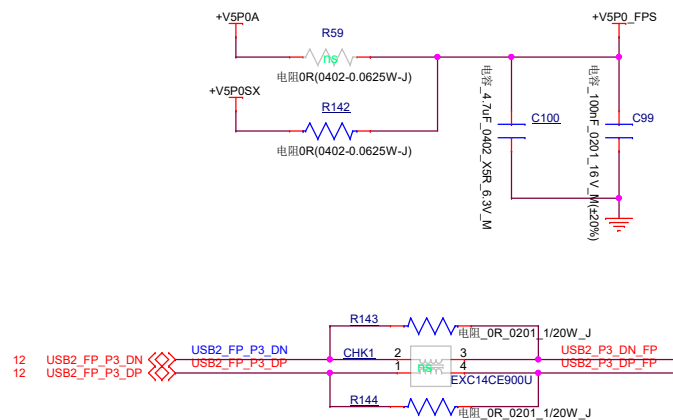 +V5P0A
+V5P0_FPS
R59
ns
电阻0R(0402-0.0625W-J)
+V5P0SX
R142
电阻0R(0402-0.0625W-J)
电容_4.7uF_0402_X5R_6.3V_M
C100
电容_100nF_0201_16 V_M(±20%)
C99
R143
电阻_0R_0201_1/20W_J
12 USB2_FP_P3_DN
USB2_FP_P3_DN
CHK1
2
3
USB2_P3_DN_FP
12 USB2_FP_P3_DP
USB2_FP_P3_DP
1
ns
4
USB2_P3_DP_FP
EXC14CE900U
R144
电阻_0R_0201_1/20W_J